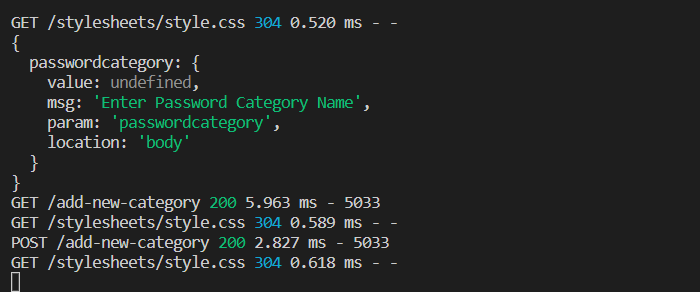 GET /stylesheets/style.css 304 0.520 ms - -
{
  passwordcategory: {
    value: undefined,
    msg: 'Enter Password Category Name',
    param: 'passwordcategory',
    location: 'body'
  }
}
GET /add-new-category 200 5.963 ms - 5033
GET /stylesheets/style.css 304 0.589 ms - -
POST /add-new-category 200 2.827 ms - 5033
GET /stylesheets/style.css 304 0.618 ms - -